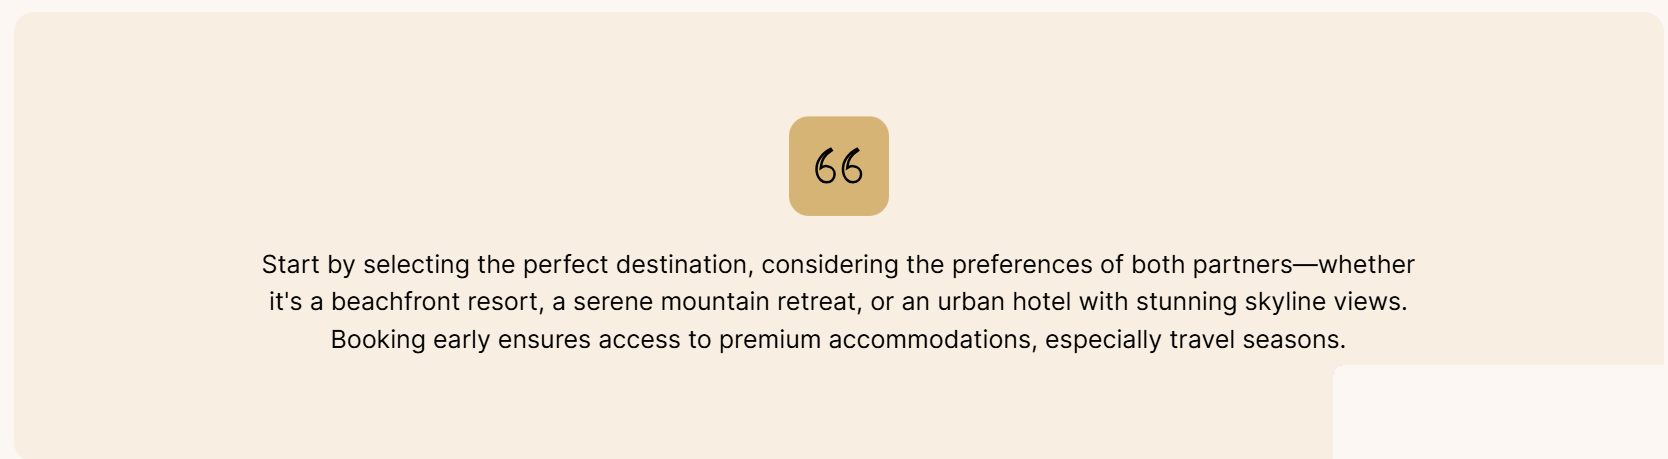 Start by selecting the perfect destination, considering the preferences of both partners—whether
it's a beachfront resort, a serene mountain retreat, or an urban hotel with stunning skyline views.
Booking early ensures access to premium accommodations, especially travel seasons.